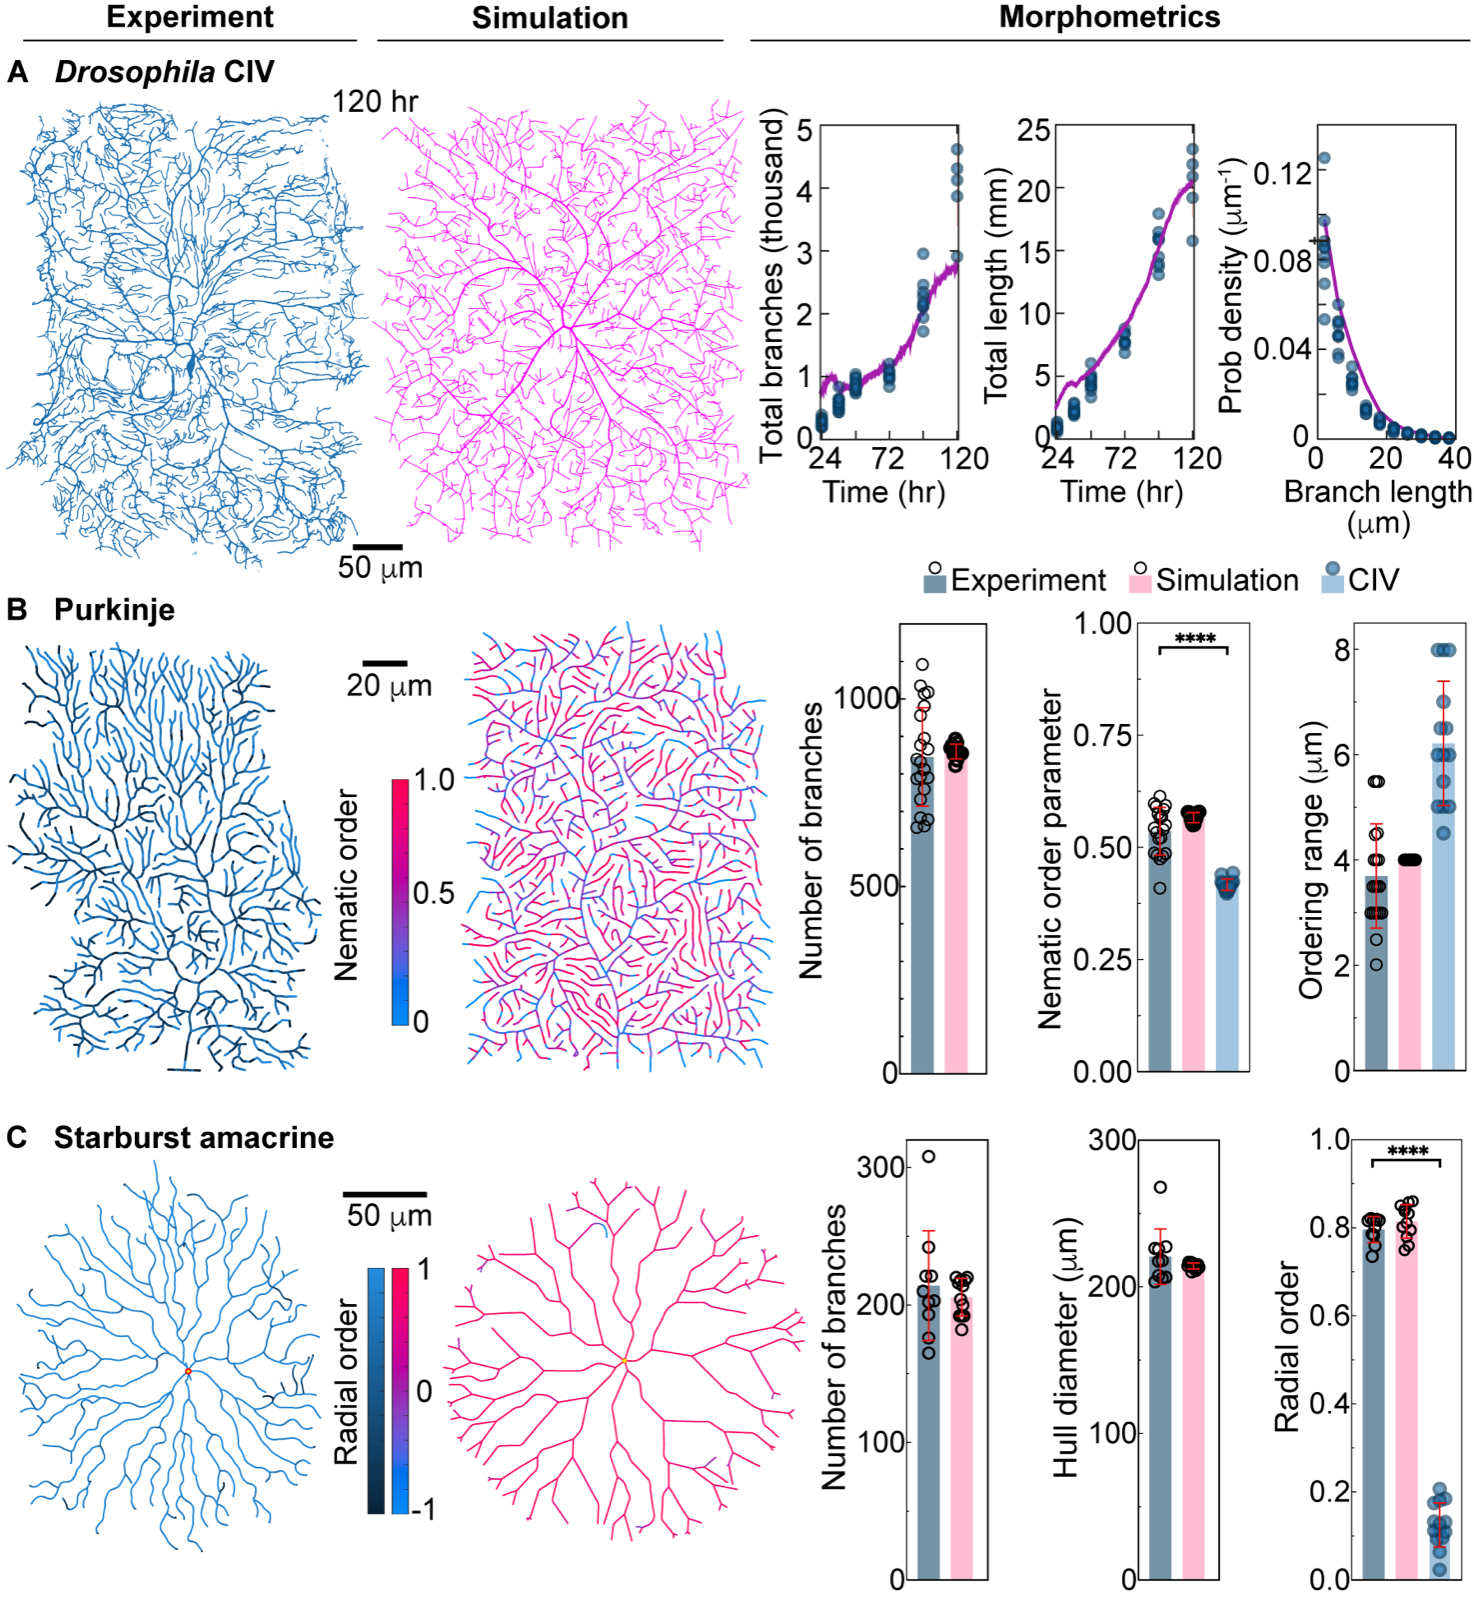 Experiment
Simulation
Morphometrics
A Drosophila CIV
120 hr
50 μm
Total branches (thousand)
5
4
3
2
1
0
24 72 120
Time (hr)
Total length (mm)
25
20
15
10
5
0
24 72 120
Time (hr)
Prob density (μm-1)
0.12
0.08
0.04
0
0 20 40
Branch length
(μm)
Experiment Simulation CIV
B Purkinje
20 μm
Nematic order
1.0
0.5
0
Number of branches
1000
500
0
Nematic order parameter
1.00
0.75
0.50
0.25
0.00
****
Ordering range (μm)
8
6
4
2
0
C Starburst amacrine
50 μm
Radial order
1
0
-1
Number of branches
300
200
100
0
Hull diameter (μm)
300
200
100
0
Radial order
1.0
0.8
0.6
0.4
0.2
0.0
****